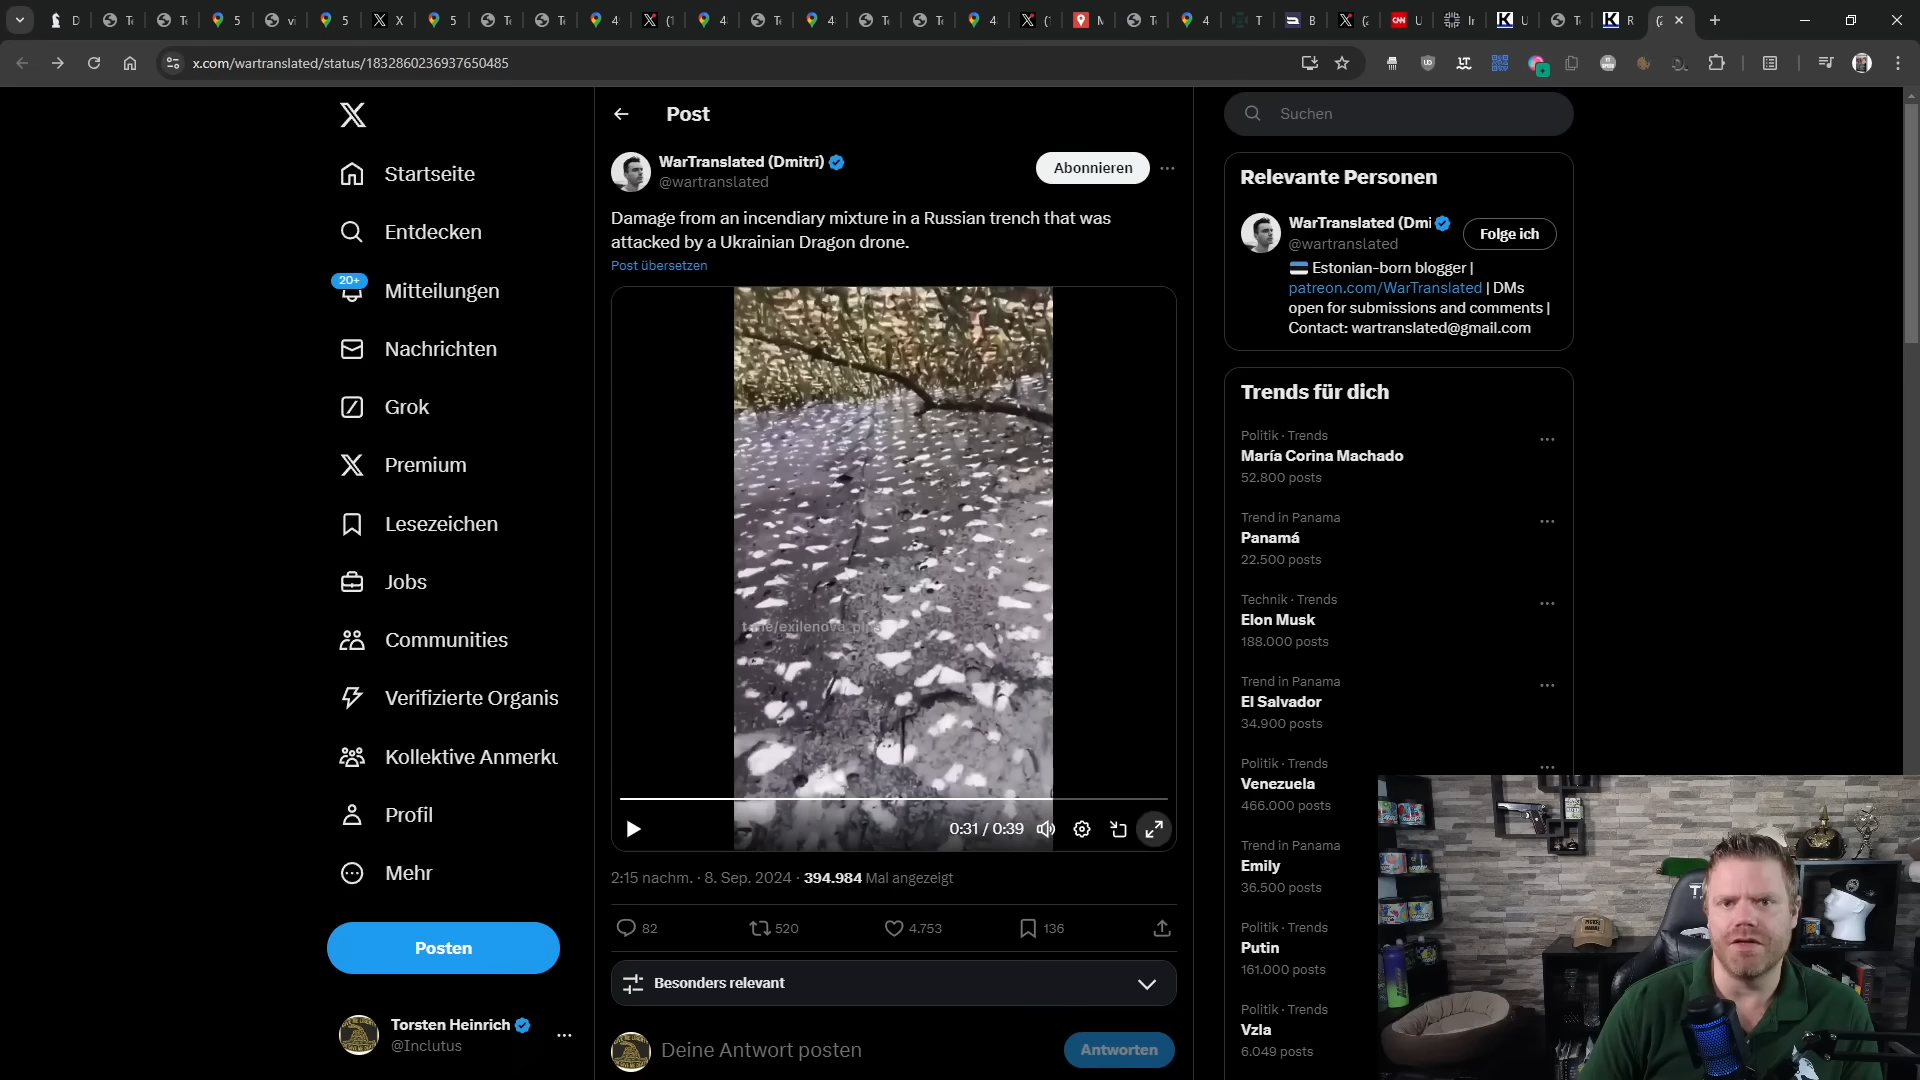 x.com/wartranslated/status/1832860236937650485
Startseite
Entdecken
20+
Mitteilungen
Nachrichten
Grok
Premium
Lesezeichen
Jobs
Communities
Verifizierte Organis
Kollektive Anmerku
Profil
Mehr
Posten
Torsten Heinrich
@Inclutus
Post
WarTranslated (Dmitri)
@wartranslated
Abonnieren
Damage from an incendiary mixture in a Russian trench that was
attacked by a Ukrainian Dragon drone.
Post übersetzen
0:31 / 0:39
2:15 nachm. · 8. Sep. 2024 · 394.984 Mal angezeigt
82 520 4.753 136
Besonders relevant
Deine Antwort posten
Antworten
Suchen
Relevante Personen
WarTranslated (Dmi
@wartranslated
Folge ich
Estonian-born blogger |
patreon.com/WarTranslated | DMs
open for submissions and comments |
Contact: wartranslated@gmail.com
Trends für dich
Politik · Trends
María Corina Machado
52.800 posts
Trend in Panama
Panamá
22.500 posts
Technik · Trends
Elon Musk
188.000 posts
Trend in Panama
El Salvador
34.900 posts
Politik · Trends
Venezuela
466.000 posts
Trend in Panama
Emily
36.500 posts
Politik · Trends
Putin
161.000 posts
Politik · Trends
Vzla
6.049 posts